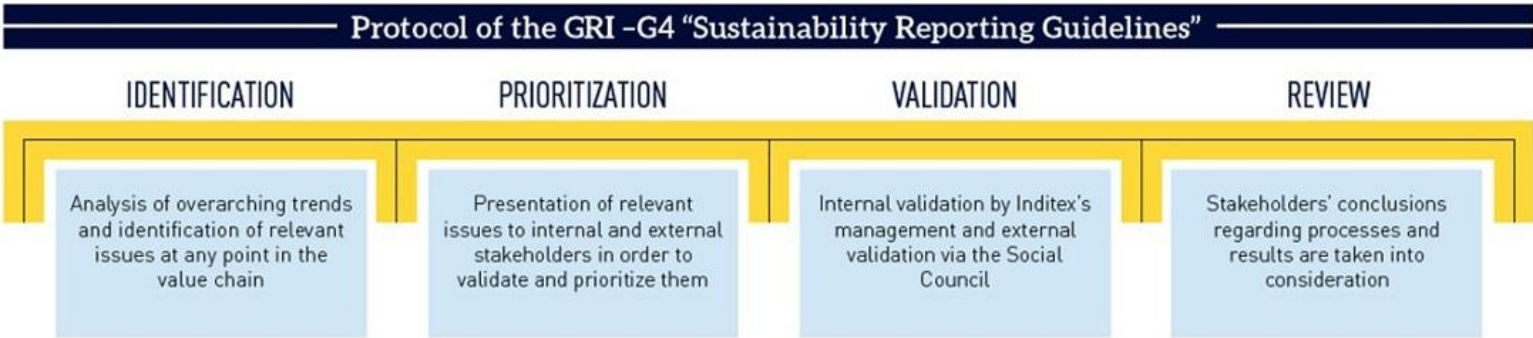 Protocol of the GRI –G4 “Sustainability Reporting Guidelines”
IDENTIFICATION
Analysis of overarching trends
and identification of relevant
issues at any point in the
value chain
PRIORITIZATION
Presentation of relevant
issues to internal and external
stakeholders in order to
validate and prioritize them
VALIDATION
Internal validation by Inditex's
management and external
validation via the Social
Council
REVIEW
Stakeholders' conclusions
regarding processes and
results are taken into
consideration